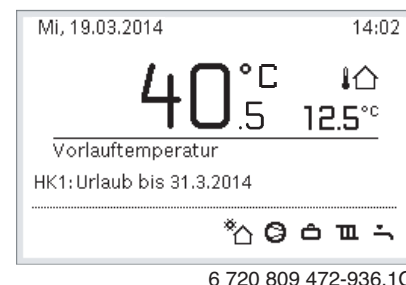 Mi, 19.03.2014 14:02
40.5 °C
12.5°C
Vorlauftemperatur
HK1: Urlaub bis 31.3.2014
6 720 809 472-936.1O